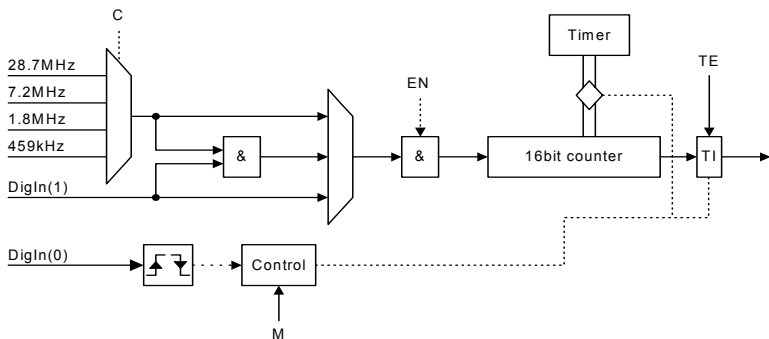 C
Timer
28.7MHz
7.2MHz
1.8MHz
459kHz
EN
TE
&
&
16bit counter
TI
DigIn(1)
DigIn(0)
Control
M